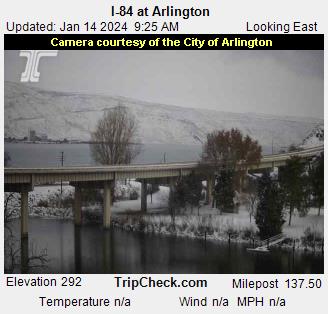 I-84 at Arlington
Updated: Jan 14 2024 9:25 AM Looking East
Camera courtesy of the City of Arlington
Elevation 292 TripCheck.com Milepost 137.50
Temperature n/a Wind n/a MPH n/a